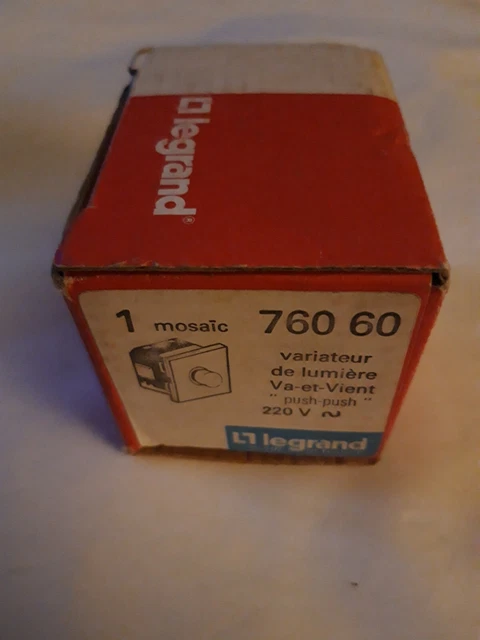 legrand®
1 mosaïc 760 60
variateur
de lumière
Va-et-Vient
"push-push"
220 V ~
legrand